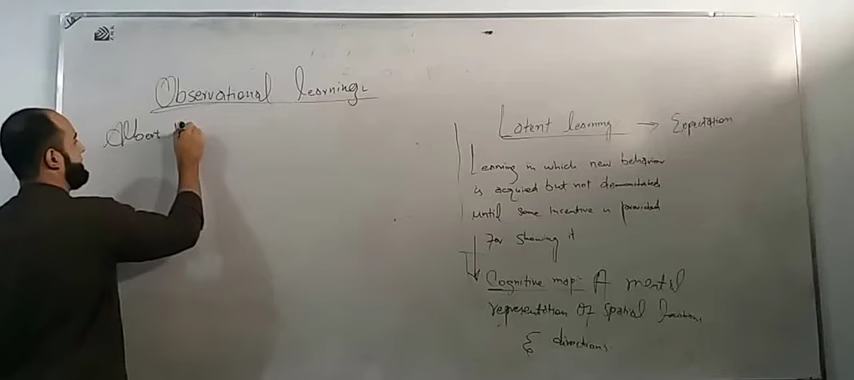 Observational learning
Albert
Latent learning → Expectation
Learning in which new behavior
is acquired but not demonstrated
until some incentive is provided
For showing it
Cognitive map:- A mental
representation of spatial locations
& directions.